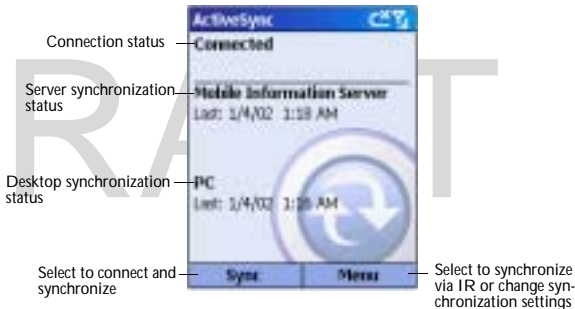 ActiveSync
Connection status
Connected
Server synchronization
status
Mobile Information Server
Last: 1/4/02 1:18 AM
Desktop synchronization
status
PC
Last: 1/4/02 1:16 AM
Select to connect and
synchronize
Sync
Menu
Select to synchronize
via IR or change syn-
chronization settings